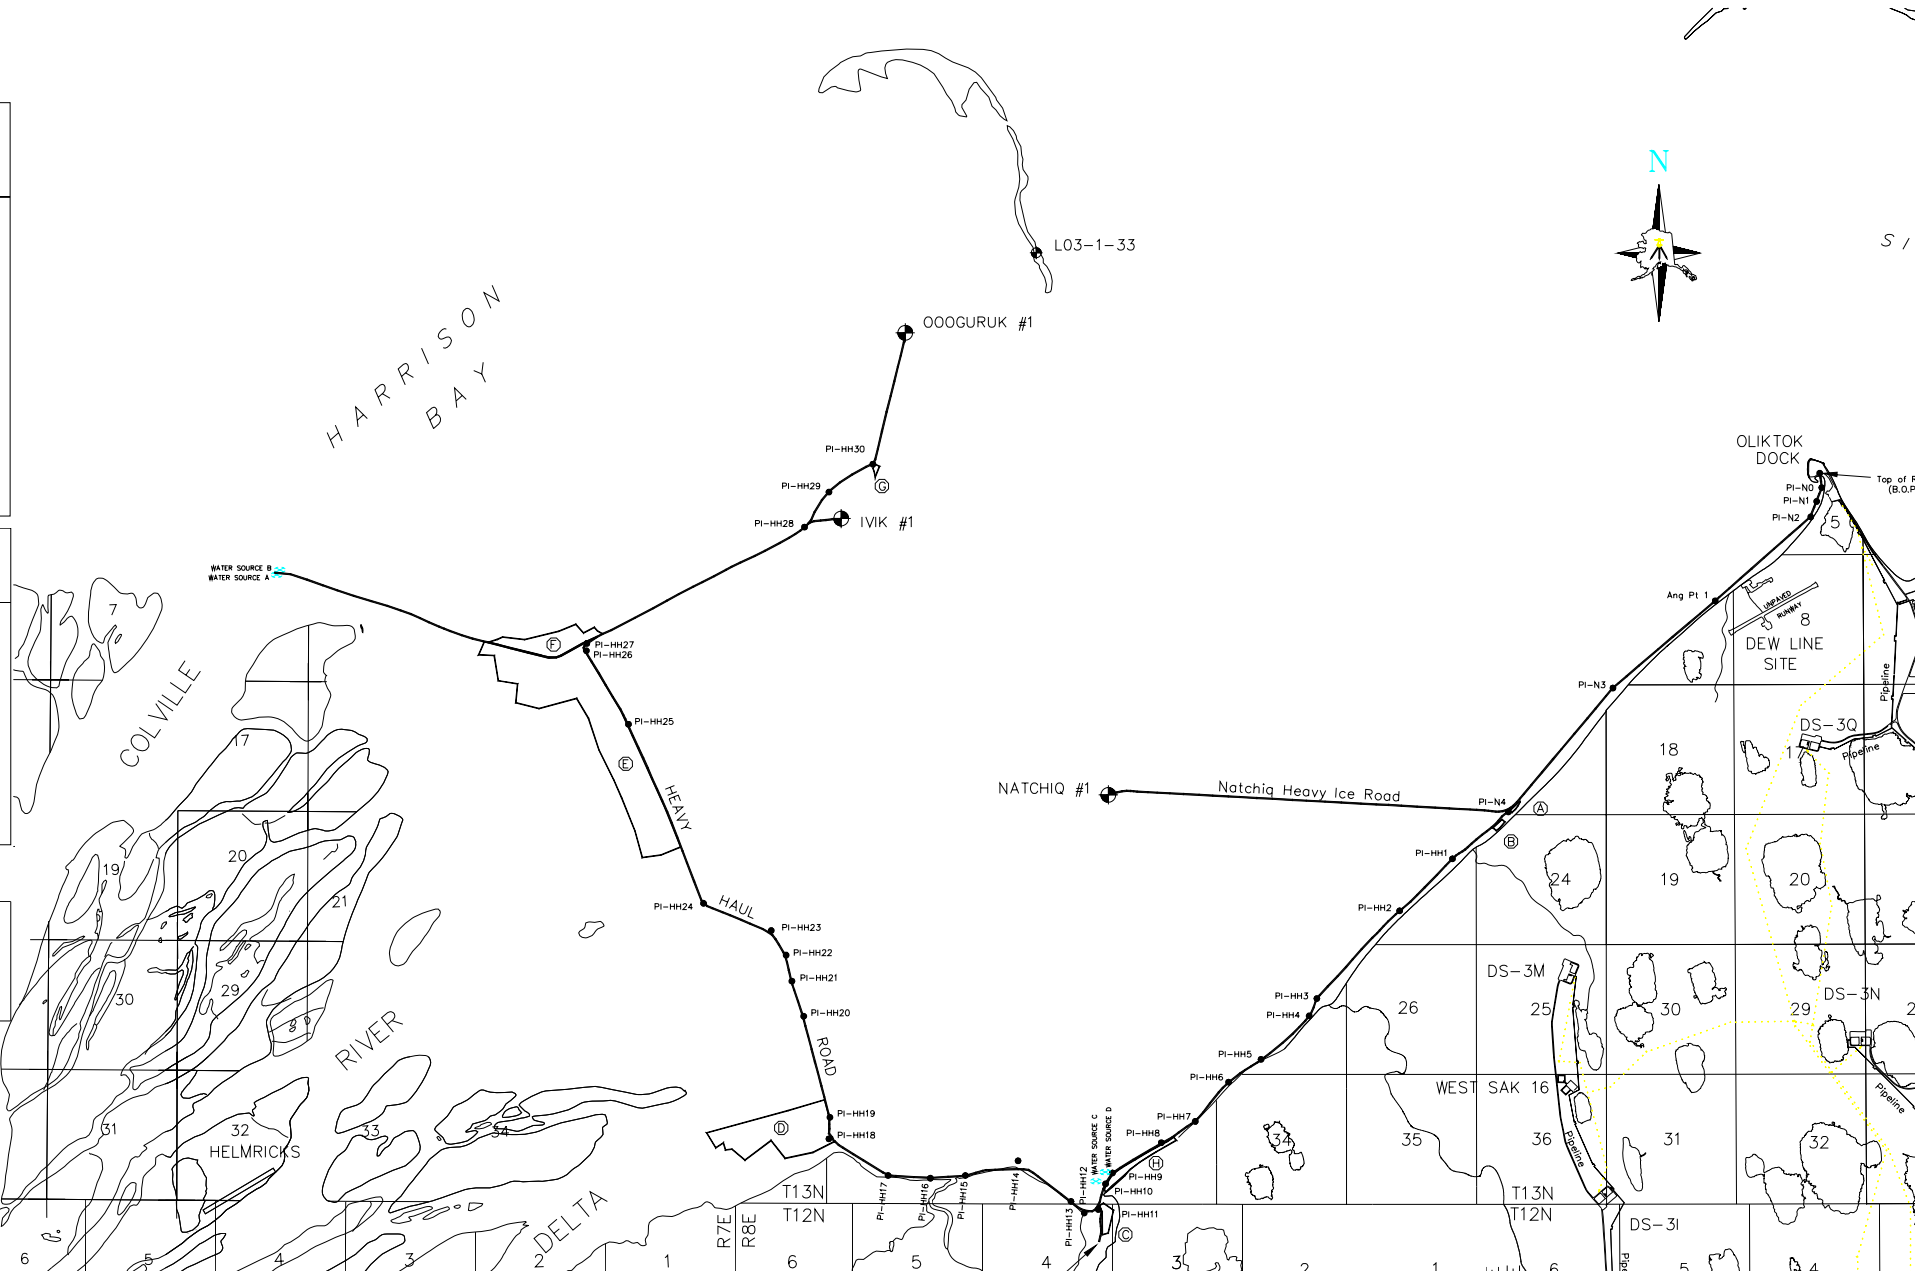 N
S I
L03-1-33
OOOGURUK #1
HARRISON
BAY
PI-HH30
PI-HH29
G
PI-HH28
IVIK #1
OLIKTOK
DOCK
Top of
(B.O.P
PI-N0
PI-N1
PI-N2
5
WATER SOURCE B
WATER SOURCE A
Ang Pt 1
UNPAVED
RUNWAY
7
8
DEW LINE
SITE
F
PI-HH27
PI-HH26
Pipeline
PI-N3
COLVILLE
PI-HH25
DS-3Q
17
18
Pipeline
E
NATCHIQ #1
Natchiq Heavy Ice Road
PI-N4
A
HEAVY
B
PI-HH1
20
19
24
19
20
21
PI-HH24
HAUL
PI-HH2
PI-HH23
PI-HH22
DS-3M
PI-HH21
29
30
DS-3N
PI-HH3
26
25
30
29
2
PI-HH20
PI-HH4
RIVER
ROAD
PI-HH5
PI-HH6
WEST SAK 16
Pipeline
PI-HH19
PI-HH7
31
32
33
34
D
PI-HH18
PI-HH8
WATER SOURCE C
WATER SOURCE D
34
35
36
31
32
HELMRICKS
Pipeline
H
PI-HH9
PI-HH10
PI-HH12
PI-HH17
PI-HH16
PI-HH15
PI-HH14
T13N
T13N
T12N
T12N
PI-HH13
PI-HH11
DS-3I
DELTA
R7E
R8E
C
6
5
4
3
2
1
6
5
4
3
2
1
6
5
4
Pipe